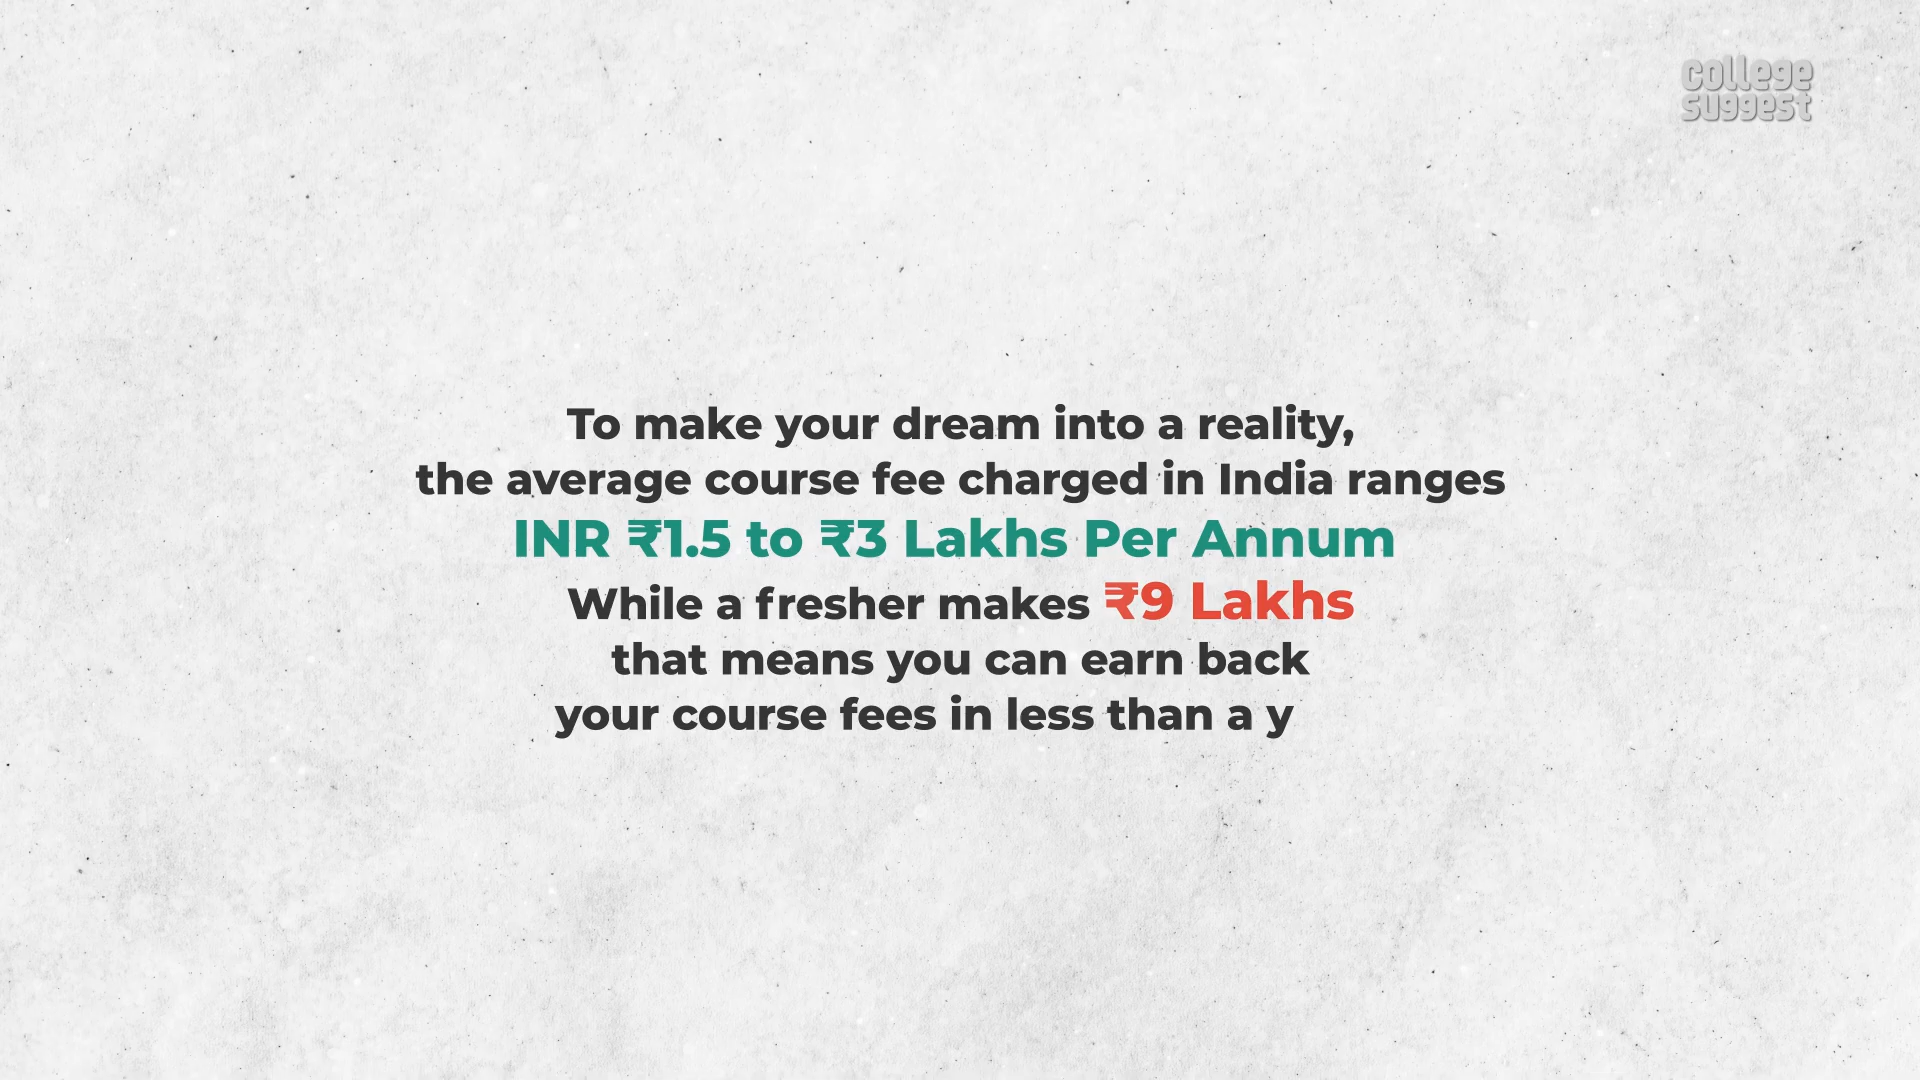 college
suggest
To make your dream into a reality,
the average course fee charged in India ranges
INR ₹1.5 to ₹3 Lakhs Per Annum
While a fresher makes ₹9 Lakhs
that means you can earn back
your course fees in less than a y